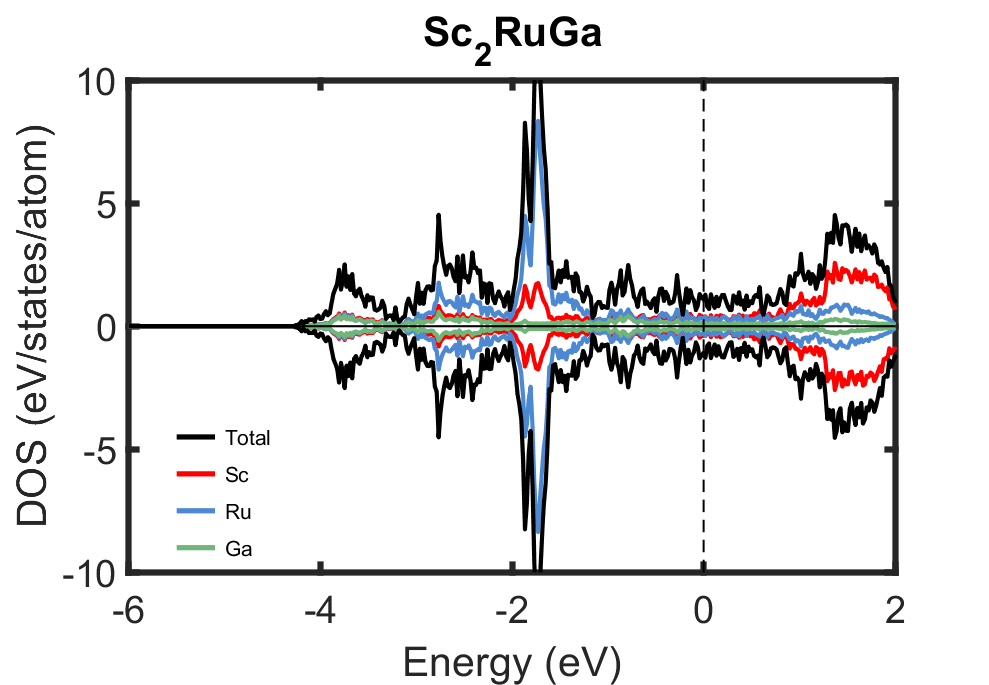 Sc2RuGa
DOS (eV/states/atom)
10
5
0
-5
-10
Total
Sc
Ru
Ga
-6 -4 -2 0 2
Energy (eV)